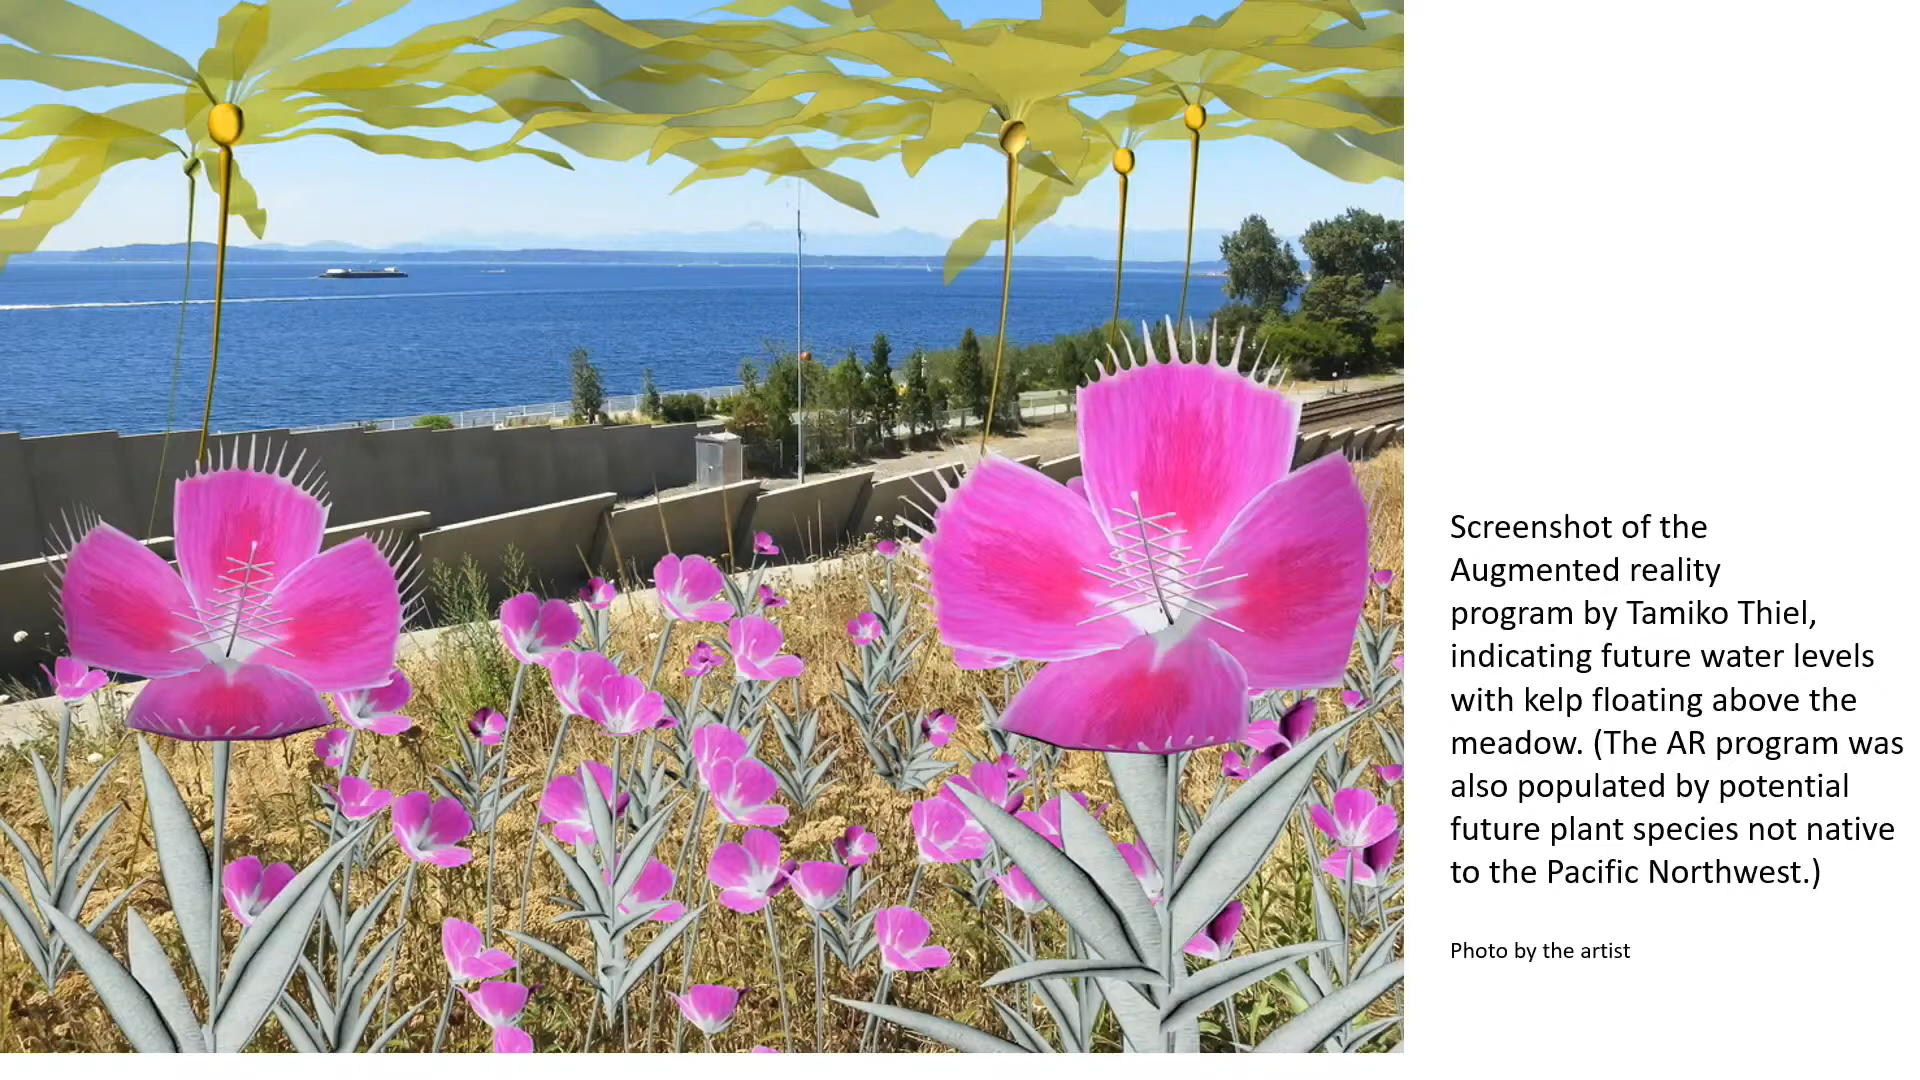 Screenshot of the
Augmented reality
program by Tamiko Thiel,
indicating future water levels
with kelp floating above the
meadow. (The AR program was
also populated by potential
future plant species not native
to the Pacific Northwest.)
Photo by the artist